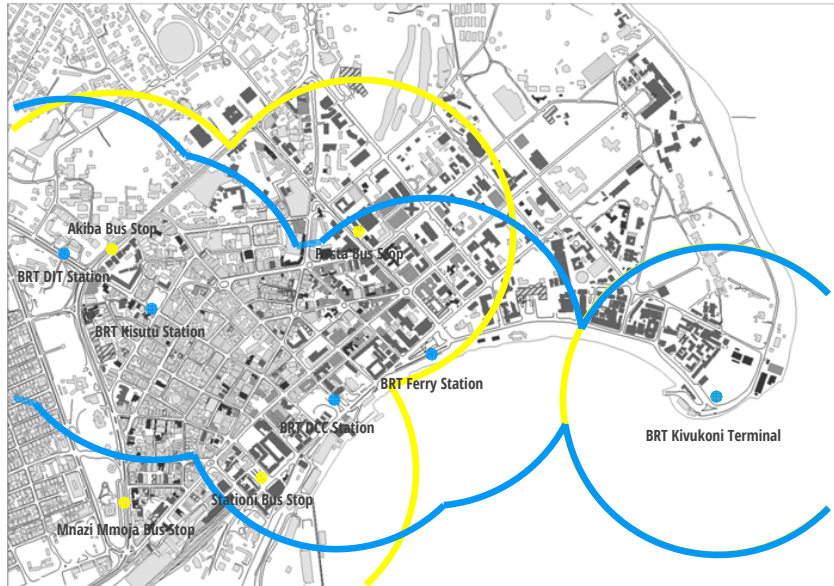 Akiba Bus Stop
Posta Bus Stop
BRT DIT Station
BRT Kisutu Station
BRT Ferry Station
BRT DCC Station
BRT Kivukoni Terminal
Stationi Bus Stop
Mnazi Mmoja Bus Stop